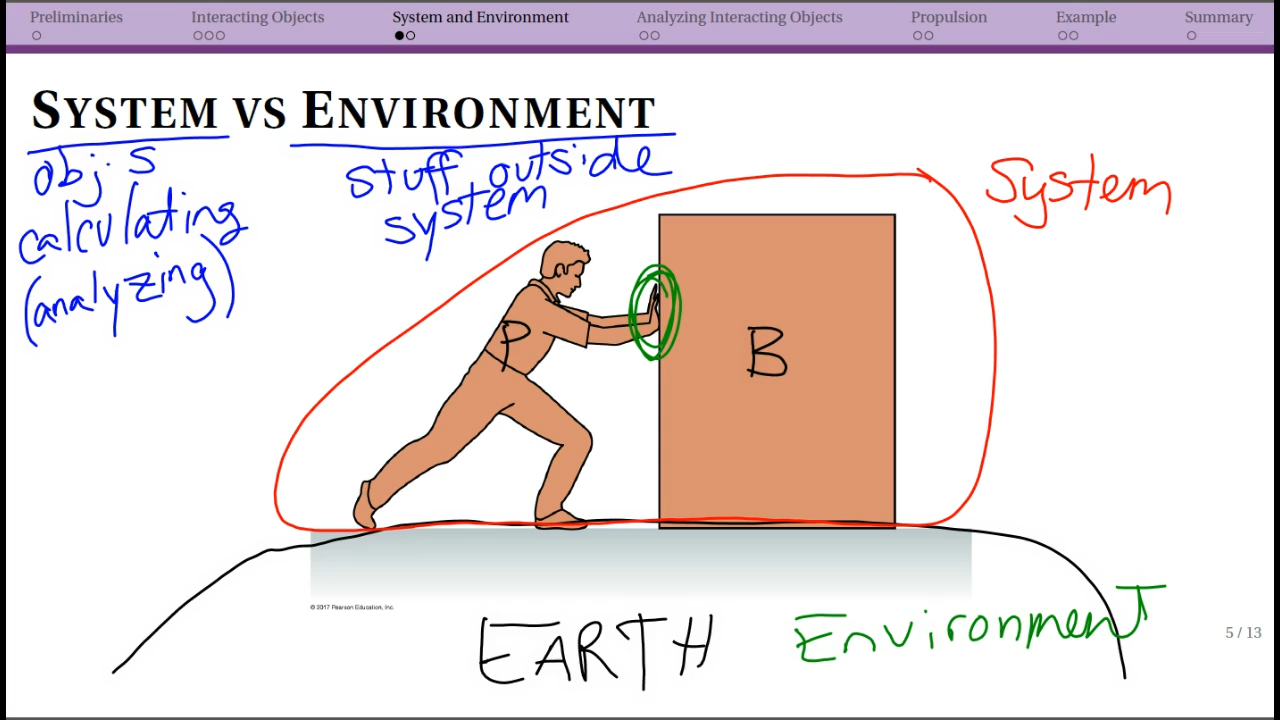 Preliminaries Interacting Objects System and Environment Analyzing Interacting Objects Propulsion Example Summary
SYSTEM VS ENVIRONMENT
obj.s
calculating
(analyzing)
stuff outside
system
System
P
B
© 2017 Pearson Education, Inc.
EARTH
Environment
5 / 13